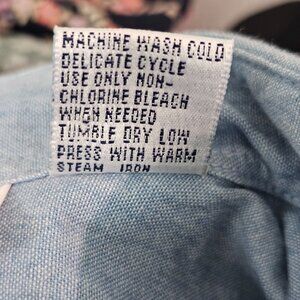 MACHINE WASH COLD
DELICATE CYCLE
USE ONLY NON-
CHLORINE BLEACH
WHEN NEEDED
TUMBLE DRY LOW
PRESS WITH WARM
STEAM IRON